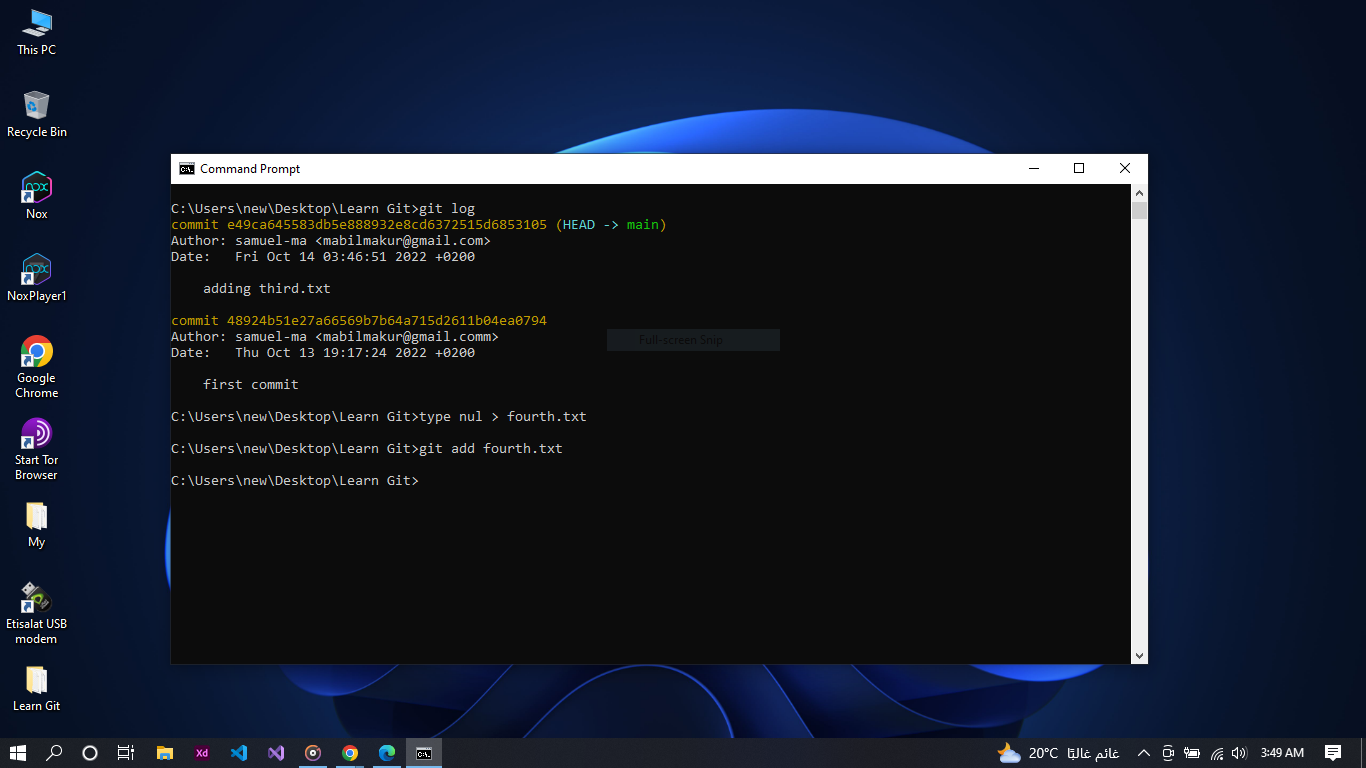 This PC
Recycle Bin
Nox
NoxPlayer1
Google
Chrome
Start Tor
Browser
My
Etisalat USB
modem
Learn Git
Command Prompt
C:\Users\new\Desktop\Learn Git>git log
commit e49ca645583db5e888932e8cd6372515d6853105 (HEAD -> main)
Author: samuel-ma <mabilmakur@gmail.com>
Date:   Fri Oct 14 03:46:51 2022 +0200
adding third.txt
commit 48924b51e27a66569b7b64a715d2611b04ea0794
Author: samuel-ma <mabilmakur@gmail.comm>
Date:   Thu Oct 13 19:17:24 2022 +0200
first commit
C:\Users\new\Desktop\Learn Git>type nul > fourth.txt
C:\Users\new\Desktop\Learn Git>git add fourth.txt
C:\Users\new\Desktop\Learn Git>
Full-screen Snip
Xd
20°C غائم غالبًا
3:49 AM